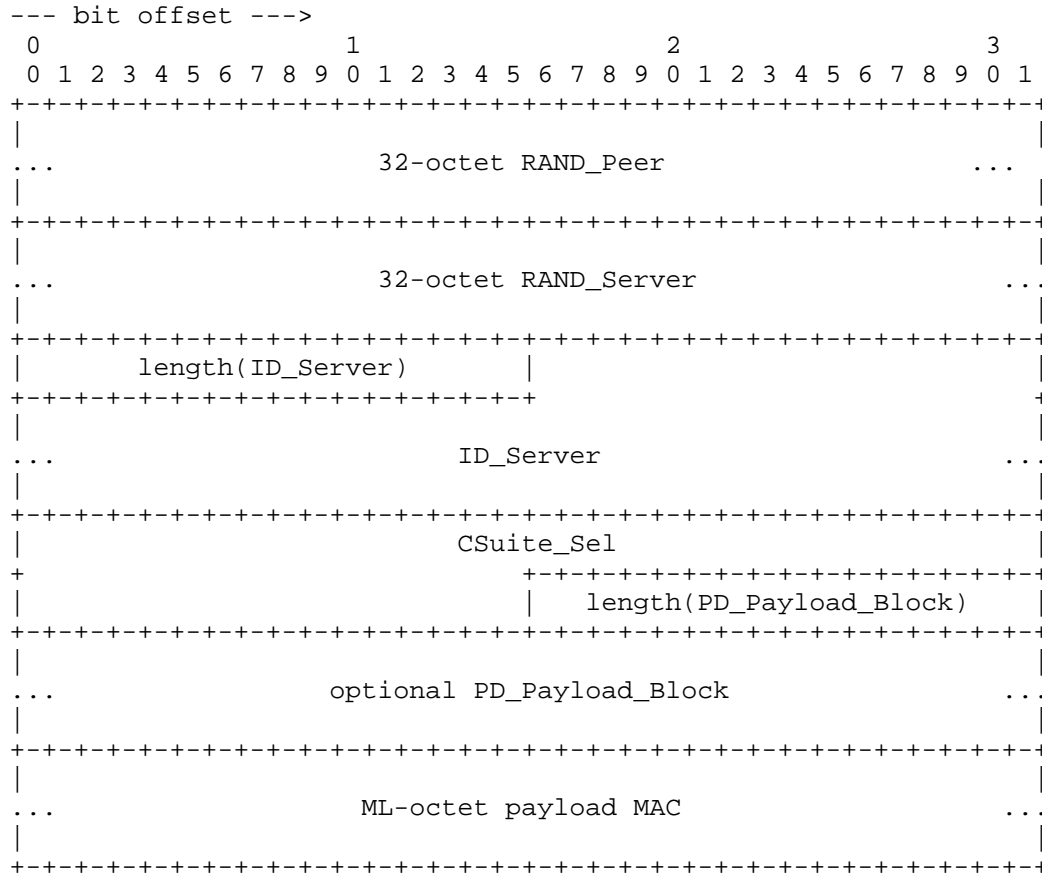 --- bit offset --->
 0                   1                   2                   3
 0 1 2 3 4 5 6 7 8 9 0 1 2 3 4 5 6 7 8 9 0 1 2 3 4 5 6 7 8 9 0 1
+-+-+-+-+-+-+-+-+-+-+-+-+-+-+-+-+-+-+-+-+-+-+-+-+-+-+-+-+-+-+-+-+
|                                                               |
...                    32-octet RAND_Peer                   ...
|                                                               |
+-+-+-+-+-+-+-+-+-+-+-+-+-+-+-+-+-+-+-+-+-+-+-+-+-+-+-+-+-+-+-+-+
|                                                               |
...                    32-octet RAND_Server                   ...
|                                                               |
+-+-+-+-+-+-+-+-+-+-+-+-+-+-+-+-+-+-+-+-+-+-+-+-+-+-+-+-+-+-+-+-+
|       length(ID_Server)       |                               |
+-+-+-+-+-+-+-+-+-+-+-+-+-+-+-+-+                               +
|                                                               |
...                         ID_Server                         ...
|                                                               |
+-+-+-+-+-+-+-+-+-+-+-+-+-+-+-+-+-+-+-+-+-+-+-+-+-+-+-+-+-+-+-+-+
|                           CSuite_Sel                          |
+                               +-+-+-+-+-+-+-+-+-+-+-+-+-+-+-+-+
|                               |   length(PD_Payload_Block)    |
+-+-+-+-+-+-+-+-+-+-+-+-+-+-+-+-+-+-+-+-+-+-+-+-+-+-+-+-+-+-+-+-+
|                                                               |
...                 optional PD_Payload_Block                 ...
|                                                               |
+-+-+-+-+-+-+-+-+-+-+-+-+-+-+-+-+-+-+-+-+-+-+-+-+-+-+-+-+-+-+-+-+
|                                                               |
...                   ML-octet payload MAC                    ...
|                                                               |
+-+-+-+-+-+-+-+-+-+-+-+-+-+-+-+-+-+-+-+-+-+-+-+-+-+-+-+-+-+-+-+-+